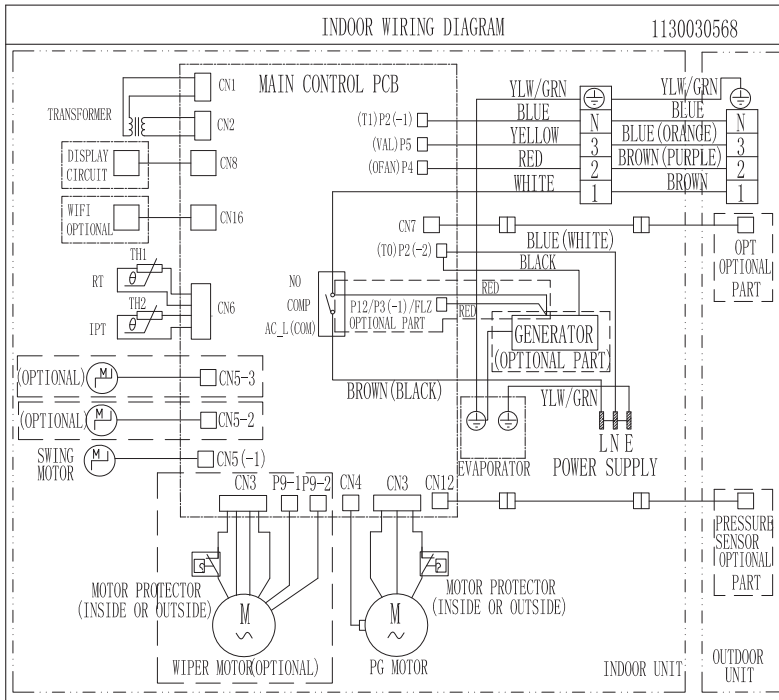 INDOOR WIRING DIAGRAM 1130030568
MAIN CONTROL PCB
CN1
TRANSFORMER
CN2
DISPLAY
CIRCUIT
CN8
WIFI
OPTIONAL
CN16
TH1
RT
θ
TH2
CN6
θ
IPT
(OPTIONAL) M CN5-3
(OPTIONAL) M CN5-2
SWING
MOTOR
M CN5(-1)
(T1)P2(-1)
(VAL)P5
(OFAN)P4
YLW/GRN
BLUE
YELLOW
RED
WHITE
N
3
2
1
YLW/GRN
BLUE
BLUE(ORANGE)
BROWN(PURPLE)
BROWN
N
3
2
1
CN7
(T0)P2(-2)
BLUE(WHITE)
BLACK
OPT
OPTIONAL
PART
NO
COMP
AC_L(COM)
RED
P12/P3(-1)/FLZ
RED
OPTIONAL PART
GENERATOR
(OPTIONAL PART)
BROWN(BLACK)
YLW/GRN
EVAPORATOR
L N E
POWER SUPPLY
CN3 P9-1 P9-2 CN4 CN3 CN12
PRESSURE
SENSOR
OPTIONAL
PART
MOTOR PROTECTOR
(INSIDE OR OUTSIDE)
M
WIPER MOTOR(OPTIONAL)
MOTOR PROTECTOR
(INSIDE OR OUTSIDE)
M
PG MOTOR
INDOOR UNIT
OUTDOOR
UNIT